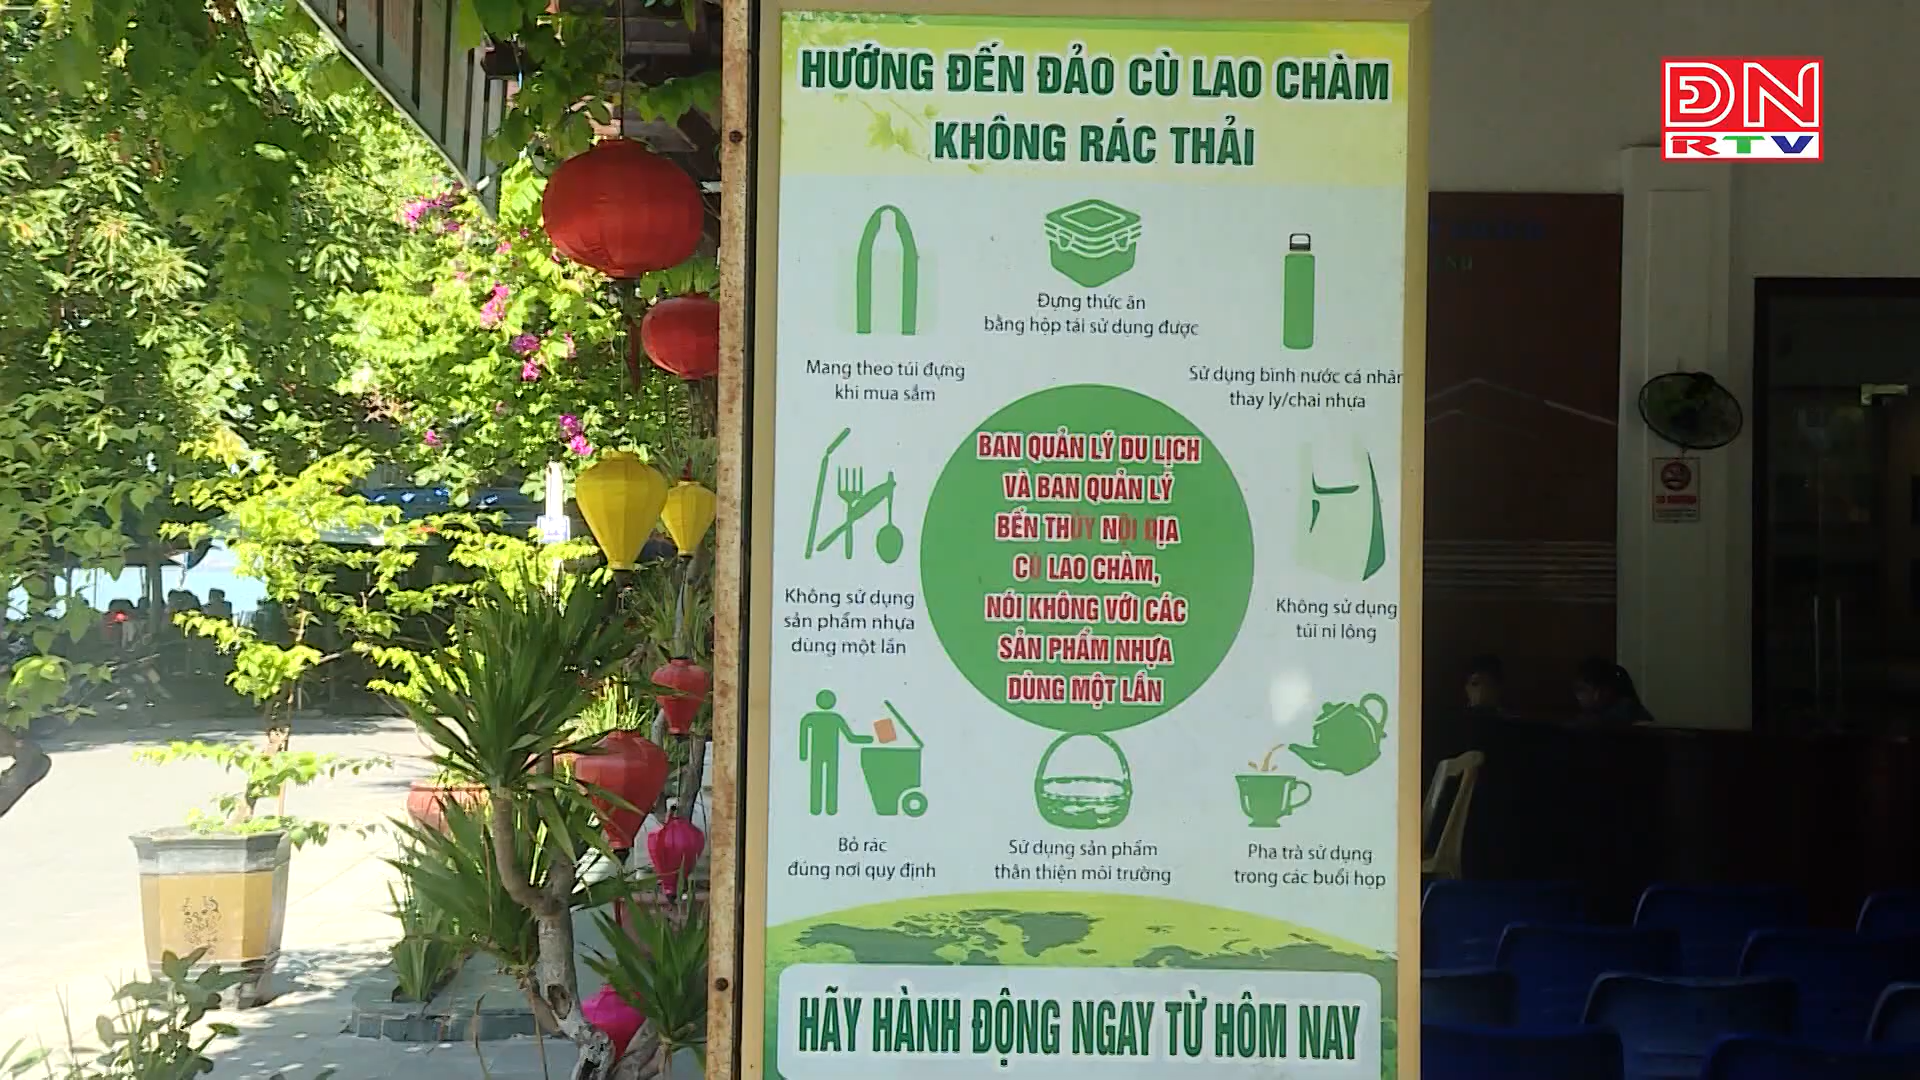 HƯỚNG ĐẾN ĐẢO CÙ LAO CHÀM
KHÔNG RÁC THẢI
ĐN
RTV
Đựng thức ăn
bằng hộp tái sử dụng được
Mang theo túi đựng
khi mua sắm
Sử dụng bình nước cá nhân
thay ly/chai nhựa
BAN QUẢN LÝ DU LỊCH
VÀ BAN QUẢN LÝ
BẾN THỦY NỘI ĐỊA
CÙ LAO CHÀM,
NÓI KHÔNG VỚI CÁC
SẢN PHẨM NHỰA
DÙNG MỘT LẦN
Không sử dụng
sản phẩm nhựa
dùng một lần
Không sử dụng
túi ni lông
Bỏ rác
đúng nơi quy định
Sử dụng sản phẩm
thân thiện môi trường
Pha trà sử dụng
trong các buổi họp
HÃY HÀNH ĐỘNG NGAY TỪ HÔM NAY